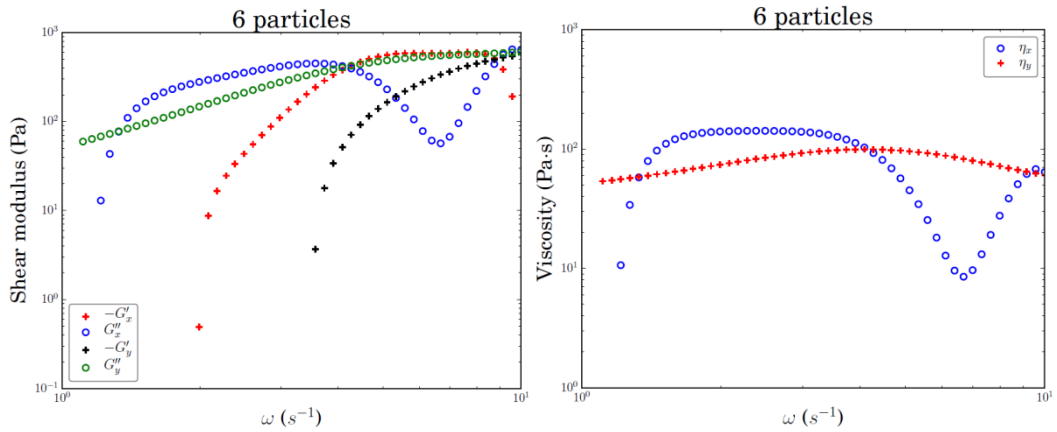 6 particles
10³
10²
10¹
10⁰
10⁻¹
Shear modulus (Pa)
-G′ₓ
G″ₓ
-G′ᵧ
G″ᵧ
10⁰
10¹
ω (s⁻¹)
6 particles
10³
10²
10¹
10⁰
Viscosity (Pa·s)
ηₓ
ηᵧ
10⁰
10¹
ω (s⁻¹)